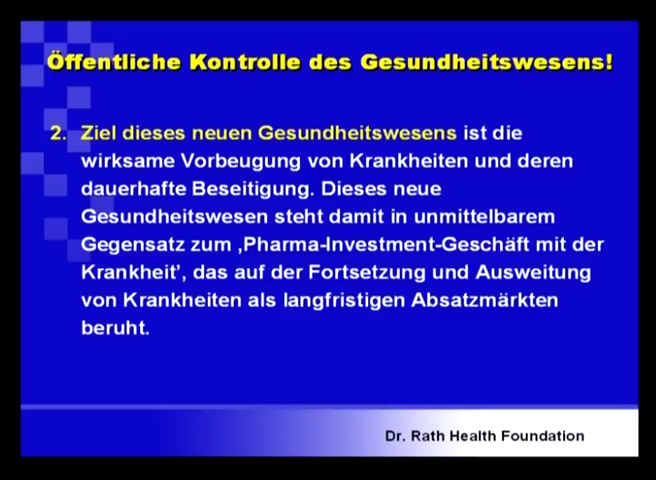 Öffentliche Kontrolle des Gesundheitswesens!
2. Ziel dieses neuen Gesundheitswesens ist die
wirksame Vorbeugung von Krankheiten und deren
dauerhafte Beseitigung. Dieses neue
Gesundheitswesen steht damit in unmittelbarem
Gegensatz zum ‚Pharma-Investment-Geschäft mit der
Krankheit’, das auf der Fortsetzung und Ausweitung
von Krankheiten als langfristigen Absatzmärkten
beruht.
Dr. Rath Health Foundation